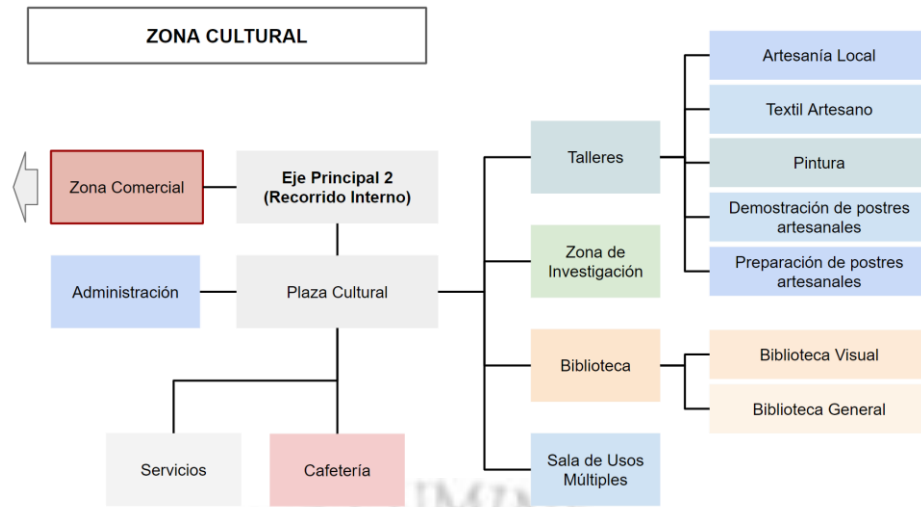 ZONA CULTURAL
Artesanía Local
Textil Artesano
Talleres
Pintura
Zona Comercial
Eje Principal 2
(Recorrido Interno)
Demostración de postres
artesanales
Zona de
Investigación
Preparación de postres
artesanales
Administración
Plaza Cultural
Biblioteca
Biblioteca Visual
Biblioteca General
Servicios
Cafetería
Sala de Usos
Múltiples